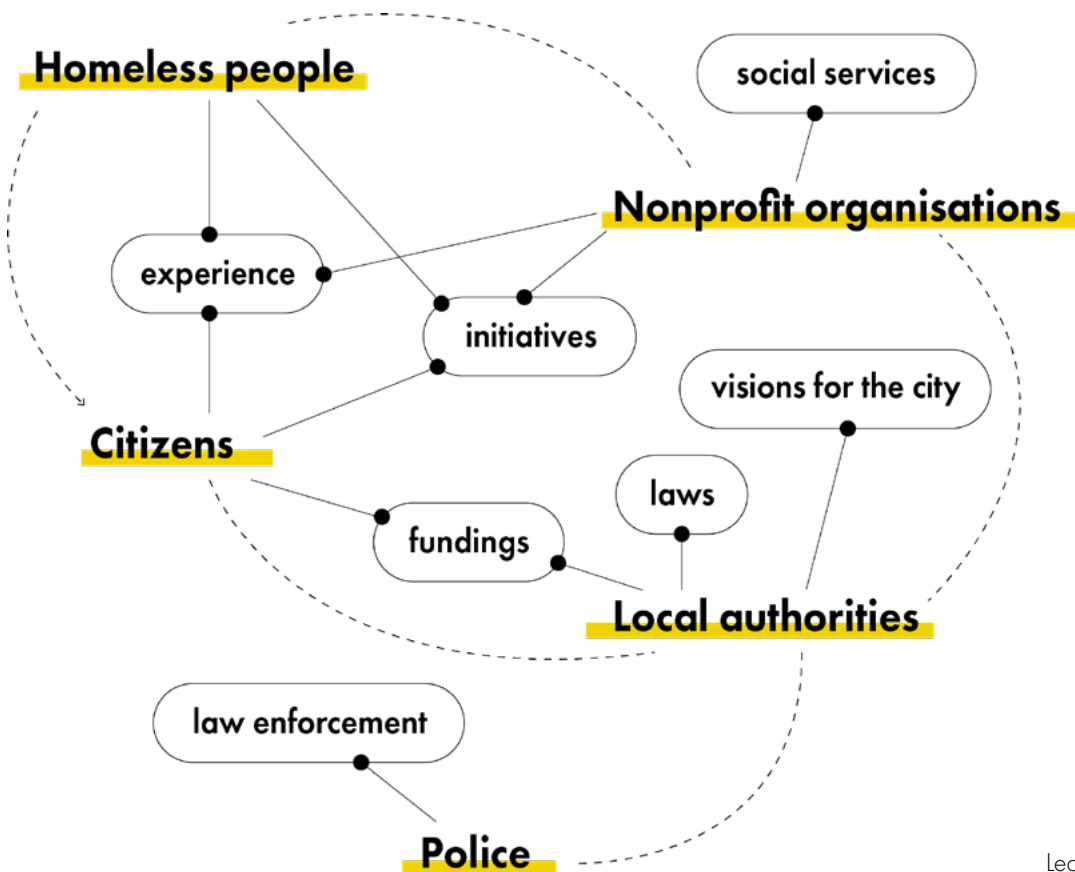 Homeless people
social services
Nonprofit organisations
experience
initiatives
visions for the city
Citizens
laws
fundings
Local authorities
law enforcement
Police